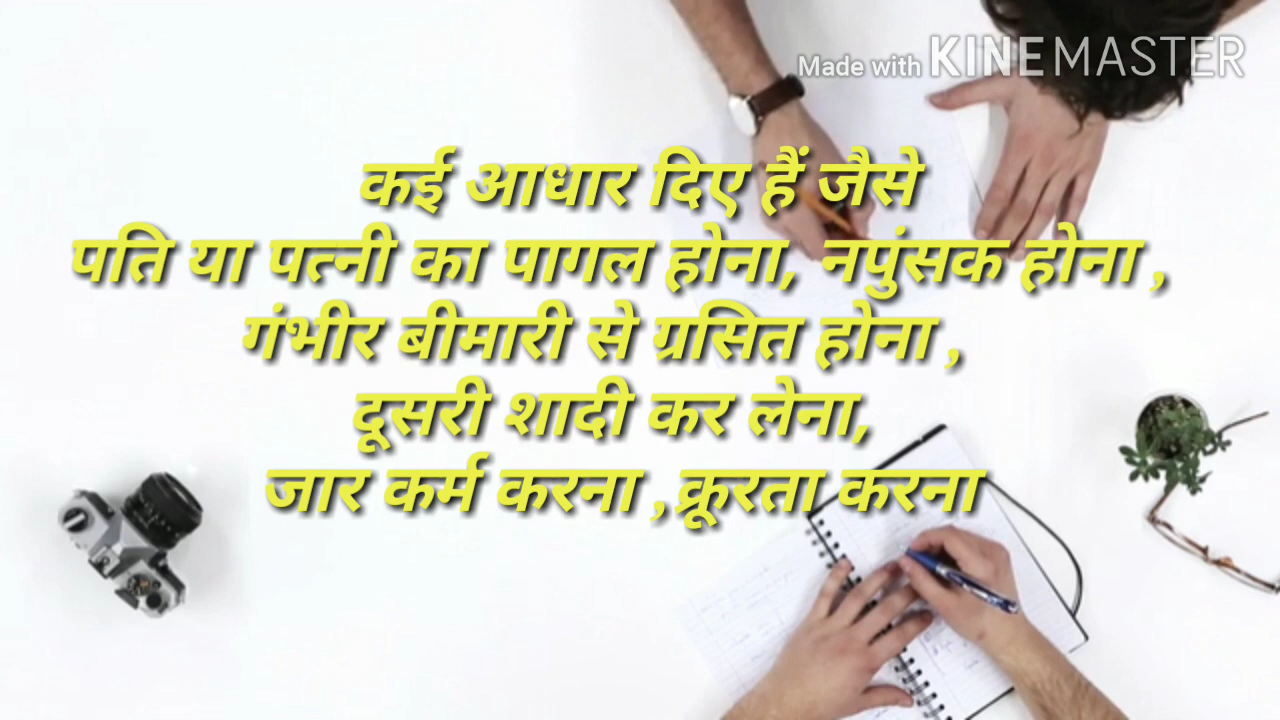 Made with KINEMASTER
कई आधार दिए हैं जैसे
पति या पत्नी का पागल होना, नपुंसक होना ,
गंभीर बीमारी से ग्रसित होना ,
दूसरी शादी कर लेना,
जार कर्म करना ,क्रूरता करना